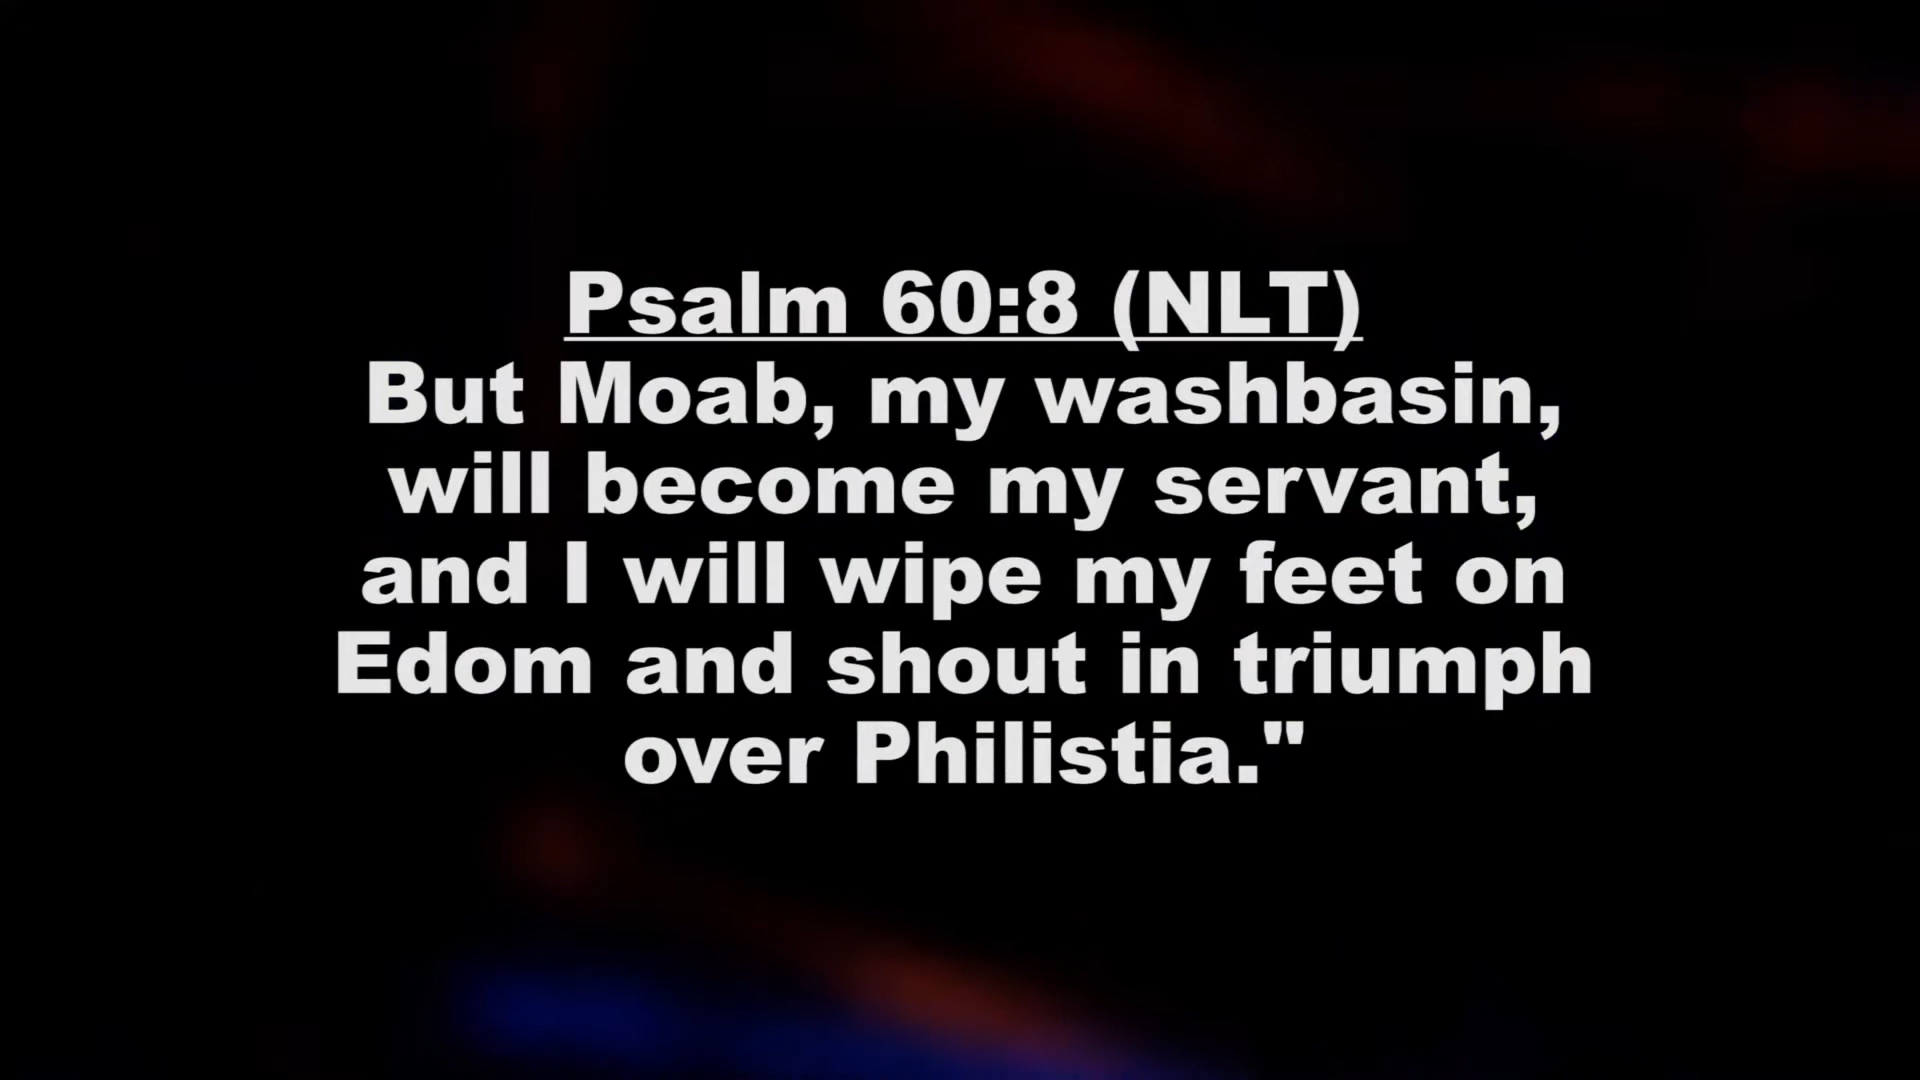 Psalm 60:8 (NLT)
But Moab, my washbasin,
will become my servant,
and I will wipe my feet on
Edom and shout in triumph
over Philistia."